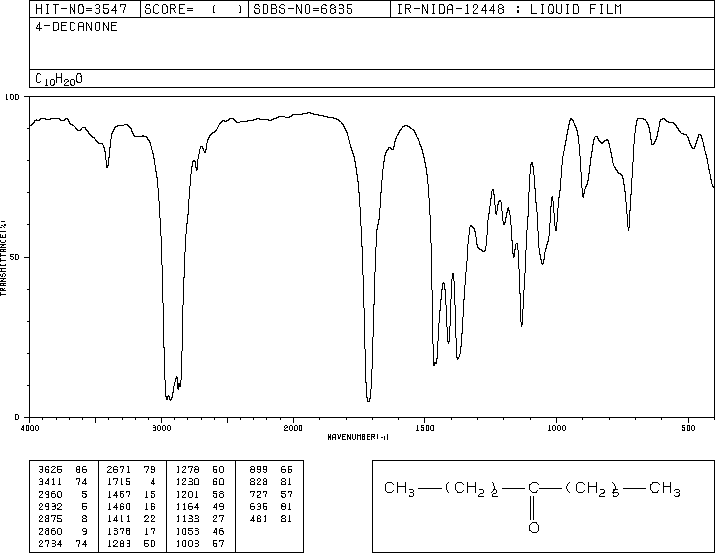 HIT-NO=3547 SCORE= ( ) SDBS-NO=6835 IR-NIDA-12448 : LIQUID FILM
4-DECANONE
C10H20O
100
TRANSMITTANCE(%)
50
0
4000 3000 2000 1500 1000 500
WAVENUMBER(-1)
3625 86 2671 79 1278 50 899 66
3411 74 1715 4 1230 60 828 81
2960 5 1467 15 1201 58 727 57
2932 5 1460 16 1164 49 635 81
2875 8 1411 22 1133 27 481 81
2860 9 1378 17 1053 46
2734 74 1283 50 1003 57
CH3—(CH2)2—C—(CH2)5—CH3
O